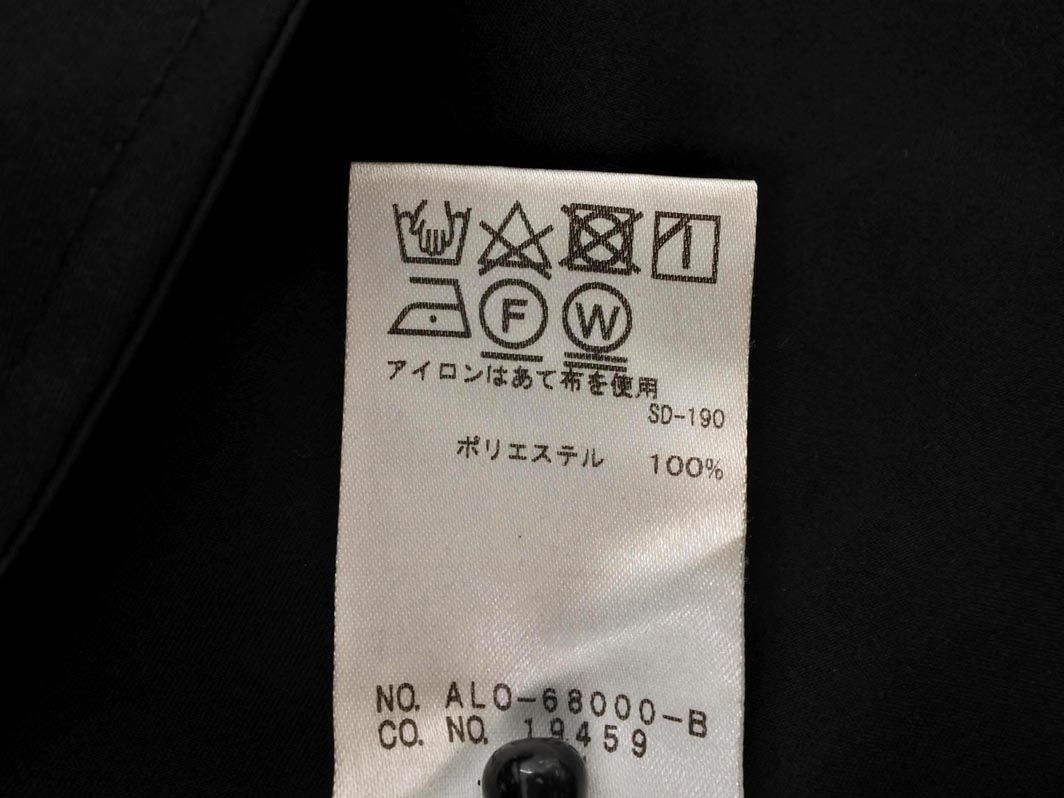 F W
アイロンはあて布を使用
SD-190
ポリエステル 100%
NO. ALO-68000-B
CO. NO. 19459